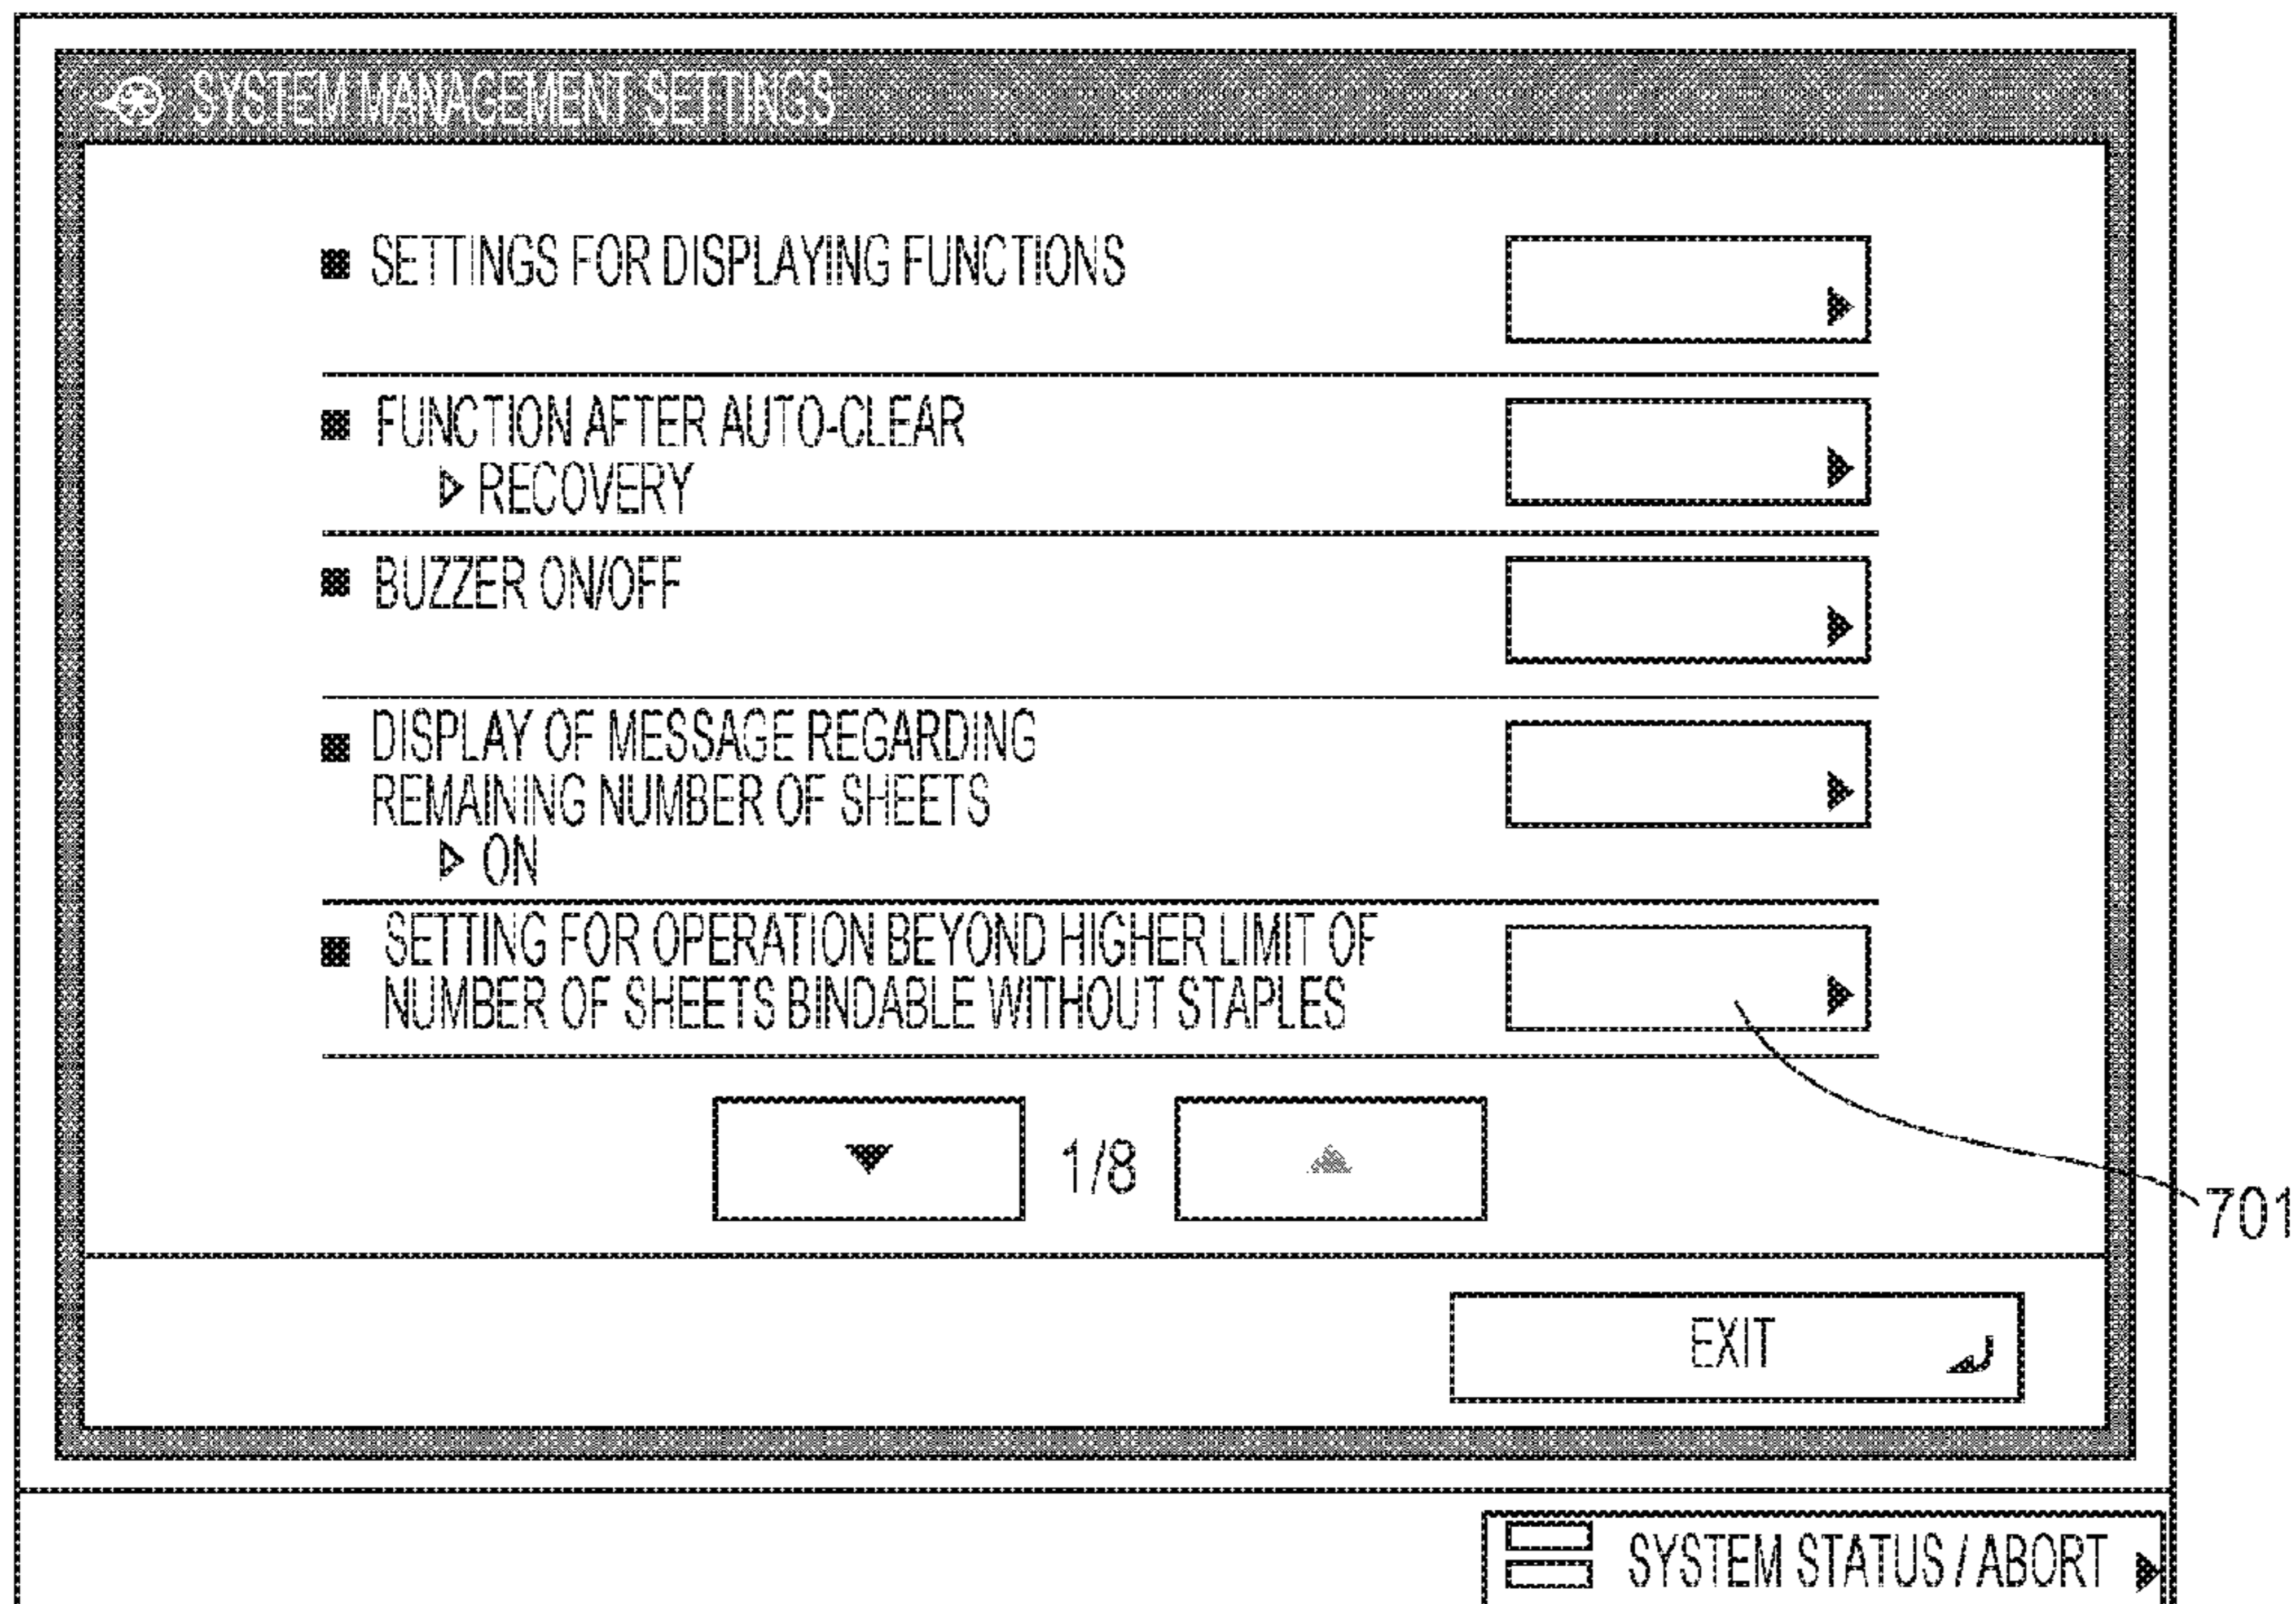 SYSTEM MANAGEMENT SETTINGS
SETTINGS FOR DISPLAYING FUNCTIONS
FUNCTION AFTER AUTO-CLEAR
RECOVERY
BUZZER ON/OFF
DISPLAY OF MESSAGE REGARDING
REMAINING NUMBER OF SHEETS
ON
SETTING FOR OPERATION BEYOND HIGHER LIMIT OF
NUMBER OF SHEETS BINDABLE WITHOUT STAPLES
1/8
701
EXIT
SYSTEM STATUS / ABORT